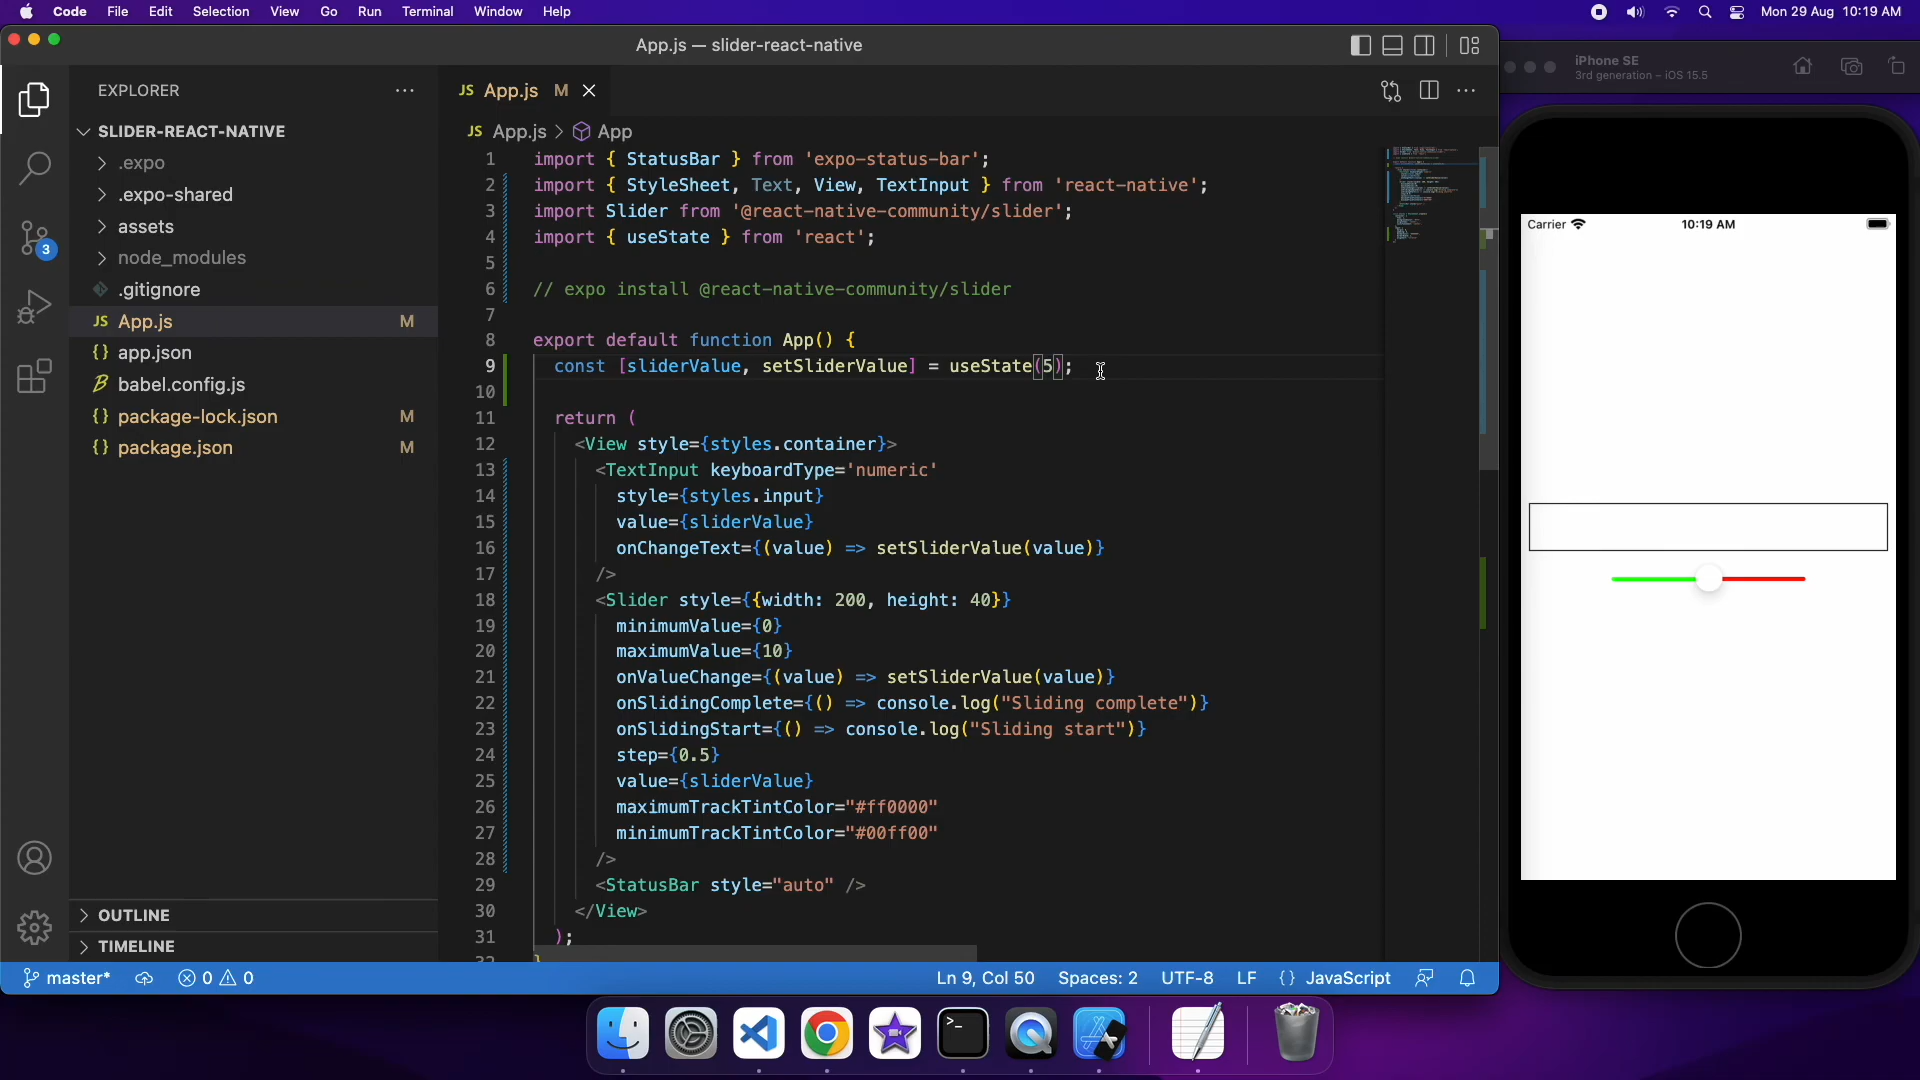 Code File Edit Selection View Go Run Terminal Window Help
Mon 29 Aug 10:19 AM
App.js — slider-react-native
EXPLORER
SLIDER-REACT-NATIVE
.expo
.expo-shared
assets
node_modules
.gitignore
JS App.js M
{} app.json
babel.config.js
{} package-lock.json M
{} package.json M
3
OUTLINE
TIMELINE
JS App.js M
JS App.js > App
1 import { StatusBar } from 'expo-status-bar';
2 import { StyleSheet, Text, View, TextInput } from 'react-native';
3 import Slider from '@react-native-community/slider';
4 import { useState } from 'react';
5
6 // expo install @react-native-community/slider
7
8 export default function App() {
9 const [sliderValue, setSliderValue] = useState(5);
10
11 return (
12 <View style={styles.container}>
13 <TextInput keyboardType='numeric'
14 style={styles.input}
15 value={sliderValue}
16 onChangeText={(value) => setSliderValue(value)}
17 />
18 <Slider style={{width: 200, height: 40}}
19 minimumValue={0}
20 maximumValue={10}
21 onValueChange={(value) => setSliderValue(value)}
22 onSlidingComplete={() => console.log("Sliding complete")}
23 onSlidingStart={() => console.log("Sliding start")}
24 step={0.5}
25 value={sliderValue}
26 maximumTrackTintColor="#ff0000"
27 minimumTrackTintColor="#00ff00"
28 />
29 <StatusBar style="auto" />
30 </View>
31 );
32 }
master* 0 0 Ln 9, Col 50 Spaces: 2 UTF-8 LF {} JavaScript
iPhone SE
3rd generation – iOS 15.5
Carrier 10:19 AM